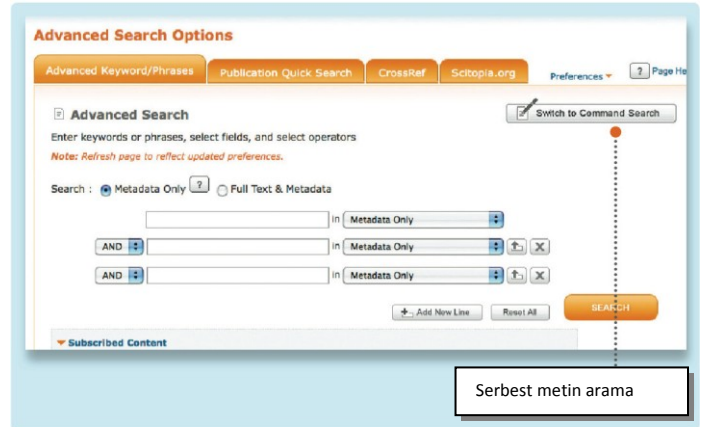 Advanced Search Options
Advanced Keyword/Phrases Publication Quick Search CrossRef Scitopia.org Preferences ? Page He
Advanced Search Switch to Command Search
Enter keywords or phrases, select fields, and select operators
Note: Refresh page to reflect updated preferences.
Search : Metadata Only ? Full Text & Metadata
in Metadata Only
AND in Metadata Only X
AND in Metadata Only X
+ Add New Line Reset All SEARCH
Subscribed Content
Serbest metin arama